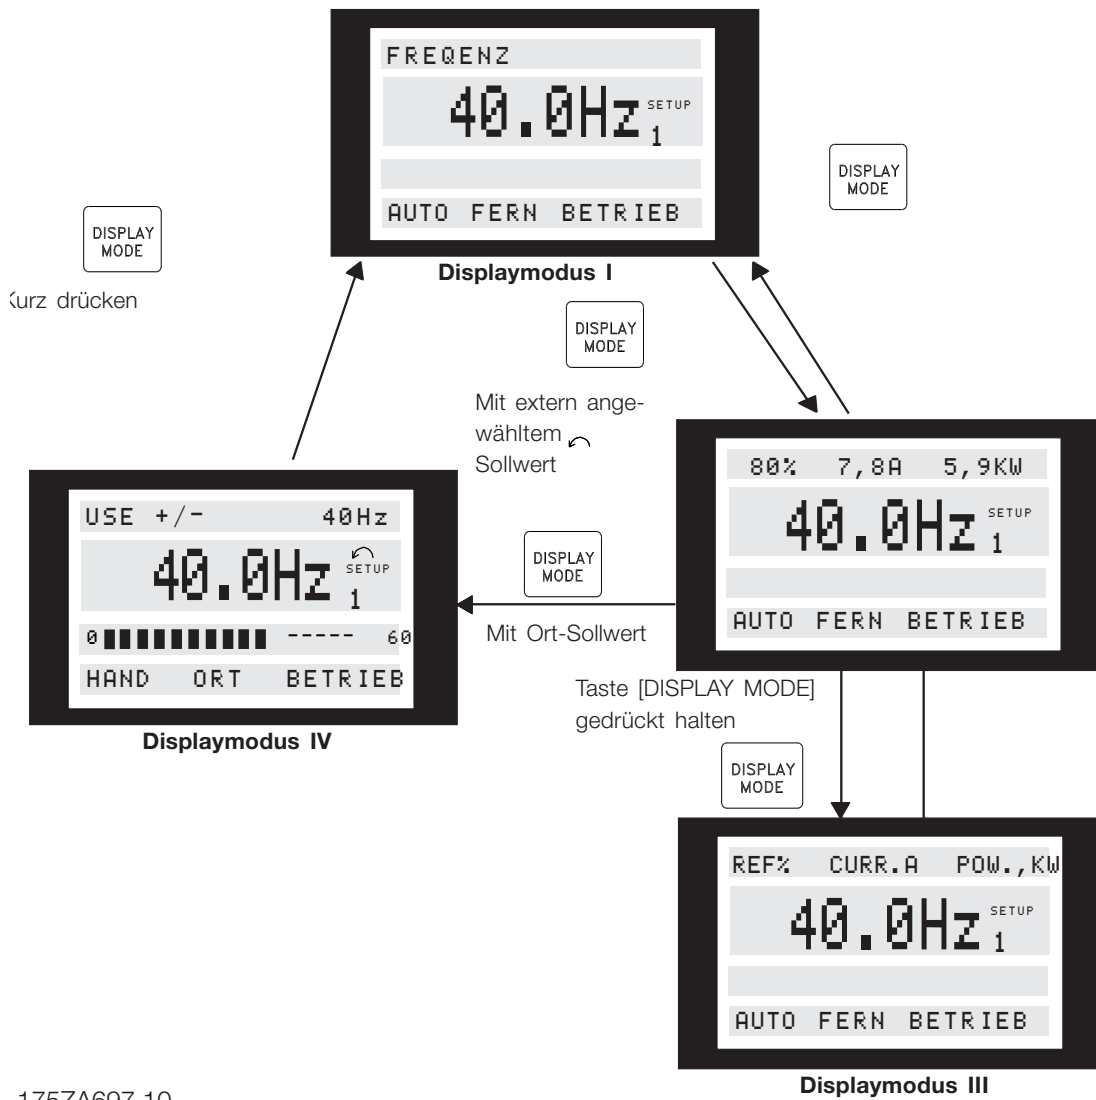 FREQENZ
40.0Hz SETUP 1
AUTO FERN BETRIEB
Displaymodus I
DISPLAY MODE
DISPLAY MODE
Kurz drücken
DISPLAY MODE
Mit extern ange-
wähltem
Sollwert
80% 7,8A 5,9KW
40.0Hz SETUP 1
AUTO FERN BETRIEB
USE +/- 40Hz
40.0Hz SETUP 1
0 ----- 60
HAND ORT BETRIEB
Displaymodus IV
DISPLAY MODE
Mit Ort-Sollwert
Taste [DISPLAY MODE]
gedrückt halten
DISPLAY MODE
REF% CURR.A POW.,KW
40.0Hz SETUP 1
AUTO FERN BETRIEB
Displaymodus III
175ZA697.10